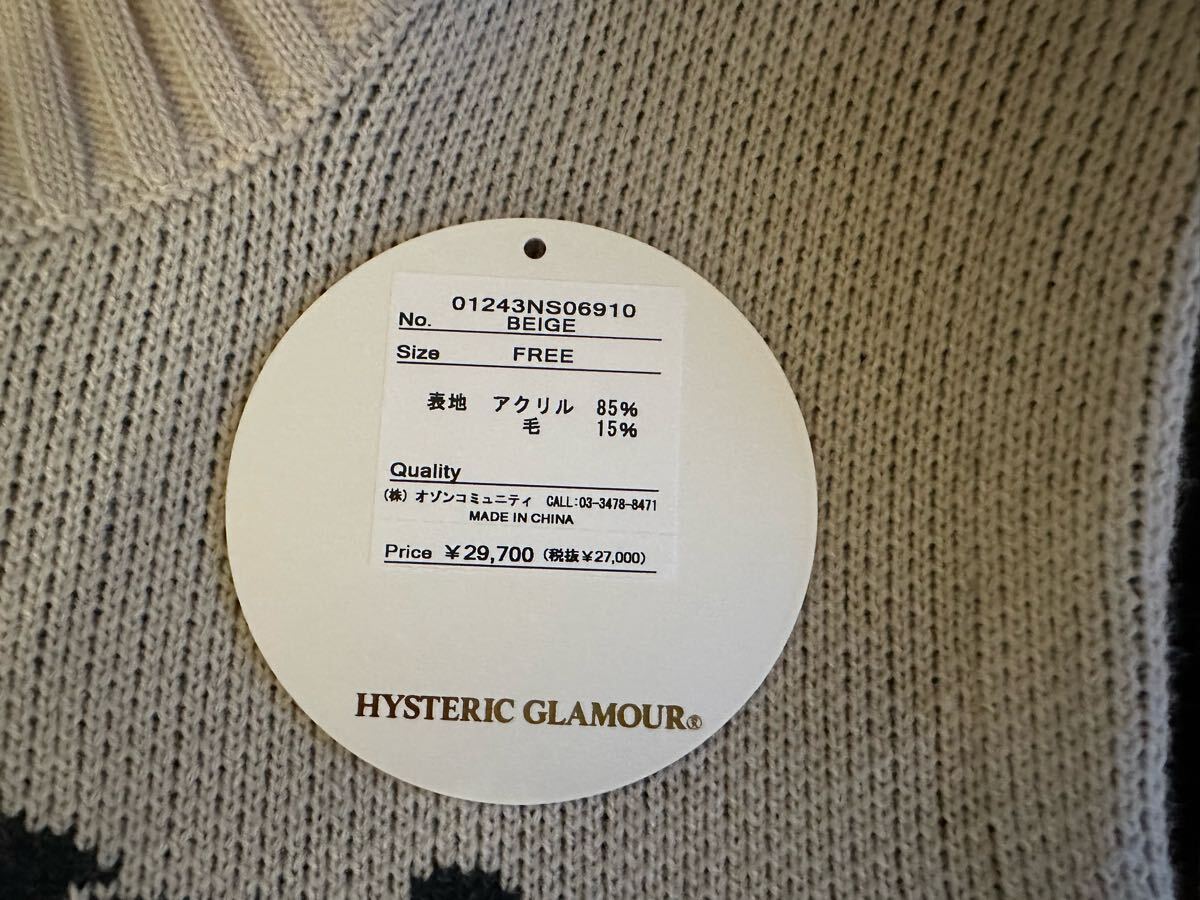 01243NS06910
No. BEIGE
Size FREE
表地 アクリル 85%
毛 15%
Quality
(株) オゾンコミュニティ CALL:03-3478-8471
MADE IN CHINA
Price ¥29,700 (税抜¥27,000)
HYSTERIC GLAMOUR®